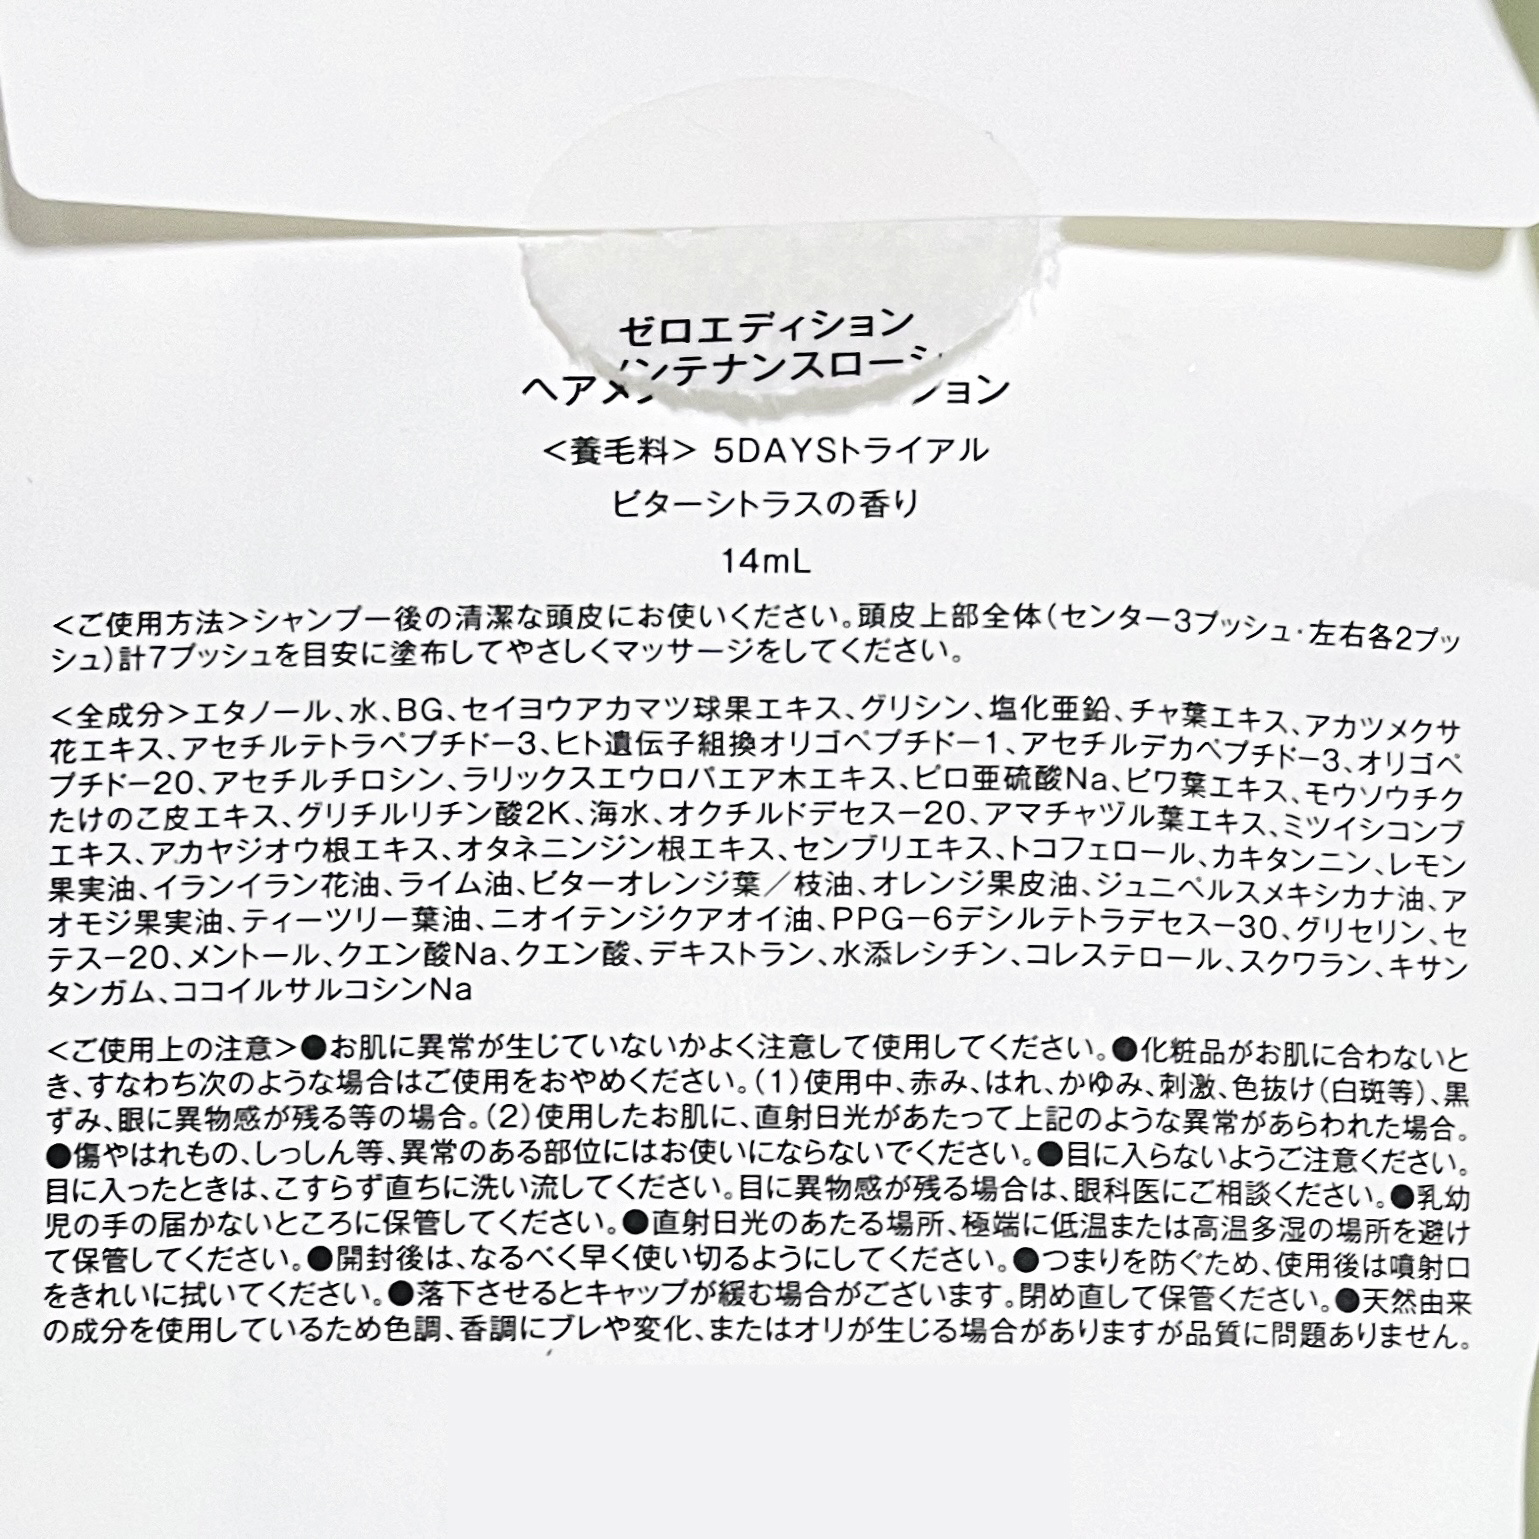 ゼロエディション
ヘアメンテナンスローション
<養毛料> 5DAYSトライアル
ビターシトラスの香り
14mL
<ご使用方法>シャンプー後の清潔な頭皮にお使いください。頭皮上部全体(センター3プッシュ・左右各2プッ
シュ)計7プッシュを目安に塗布してやさしくマッサージをしてください。
<全成分>エタノール、水、BG、セイヨウアカマツ球果エキス、グリシン、塩化亜鉛、チャ葉エキス、アカツメクサ
花エキス、アセチルテトラペプチドー3、ヒト遺伝子組換オリゴペプチドー1、アセチルデカペプチドー3、オリゴペ
プチドー20、アセチルチロシン、ラリックスエウロパエア木エキス、ピロ亜硫酸Na、ビワ葉エキス、モウソウチク
たけのこ皮エキス、グリチルリチン酸2K、海水、オクチルドデセスー20、アマチャヅル葉エキス、ミツイシコンブ
エキス、アカヤジオウ根エキス、オタネニンジン根エキス、センブリエキス、トコフェロール、カキタンニン、レモン
果実油、イランイラン花油、ライム油、ビターオレンジ葉／枝油、オレンジ果皮油、ジュニペルスメキシカナ油、ア
オモジ果実油、ティーツリー葉油、ニオイテンジクアオイ油、PPGー6デシルテトラデセスー30、グリセリン、セ
テスー20、メントール、クエン酸Na、クエン酸、デキストラン、水添レシチン、コレステロール、スクワラン、キサン
タンガム、ココイルサルコシンNa
<ご使用上の注意>●お肌に異常が生じていないかよく注意して使用してください。●化粧品がお肌に合わないと
き、すなわち次のような場合はご使用をおやめください。(1)使用中、赤み、はれ、かゆみ、刺激、色抜け(白斑等)、黒
ずみ、眼に異物感が残る等の場合。(2)使用したお肌に、直射日光があたって上記のような異常があらわれた場合。
●傷やはれもの、しっしん等、異常のある部位にはお使いにならないでください。●目に入らないようご注意ください。
目に入ったときは、こすらず直ちに洗い流してください。目に異物感が残る場合は、眼科医にご相談ください。●乳幼
児の手の届かないところに保管してください。●直射日光のあたる場所、極端に低温または高温多湿の場所を避け
て保管してください。●開封後は、なるべく早く使い切るようにしてください。●つまりを防ぐため、使用後は噴射口
をきれいに拭いてください。●落下させるとキャップが緩む場合がございます。閉め直して保管ください。●天然由来
の成分を使用しているため色調、香調にブレや変化、またはオリが生じる場合がありますが品質に問題ありません。